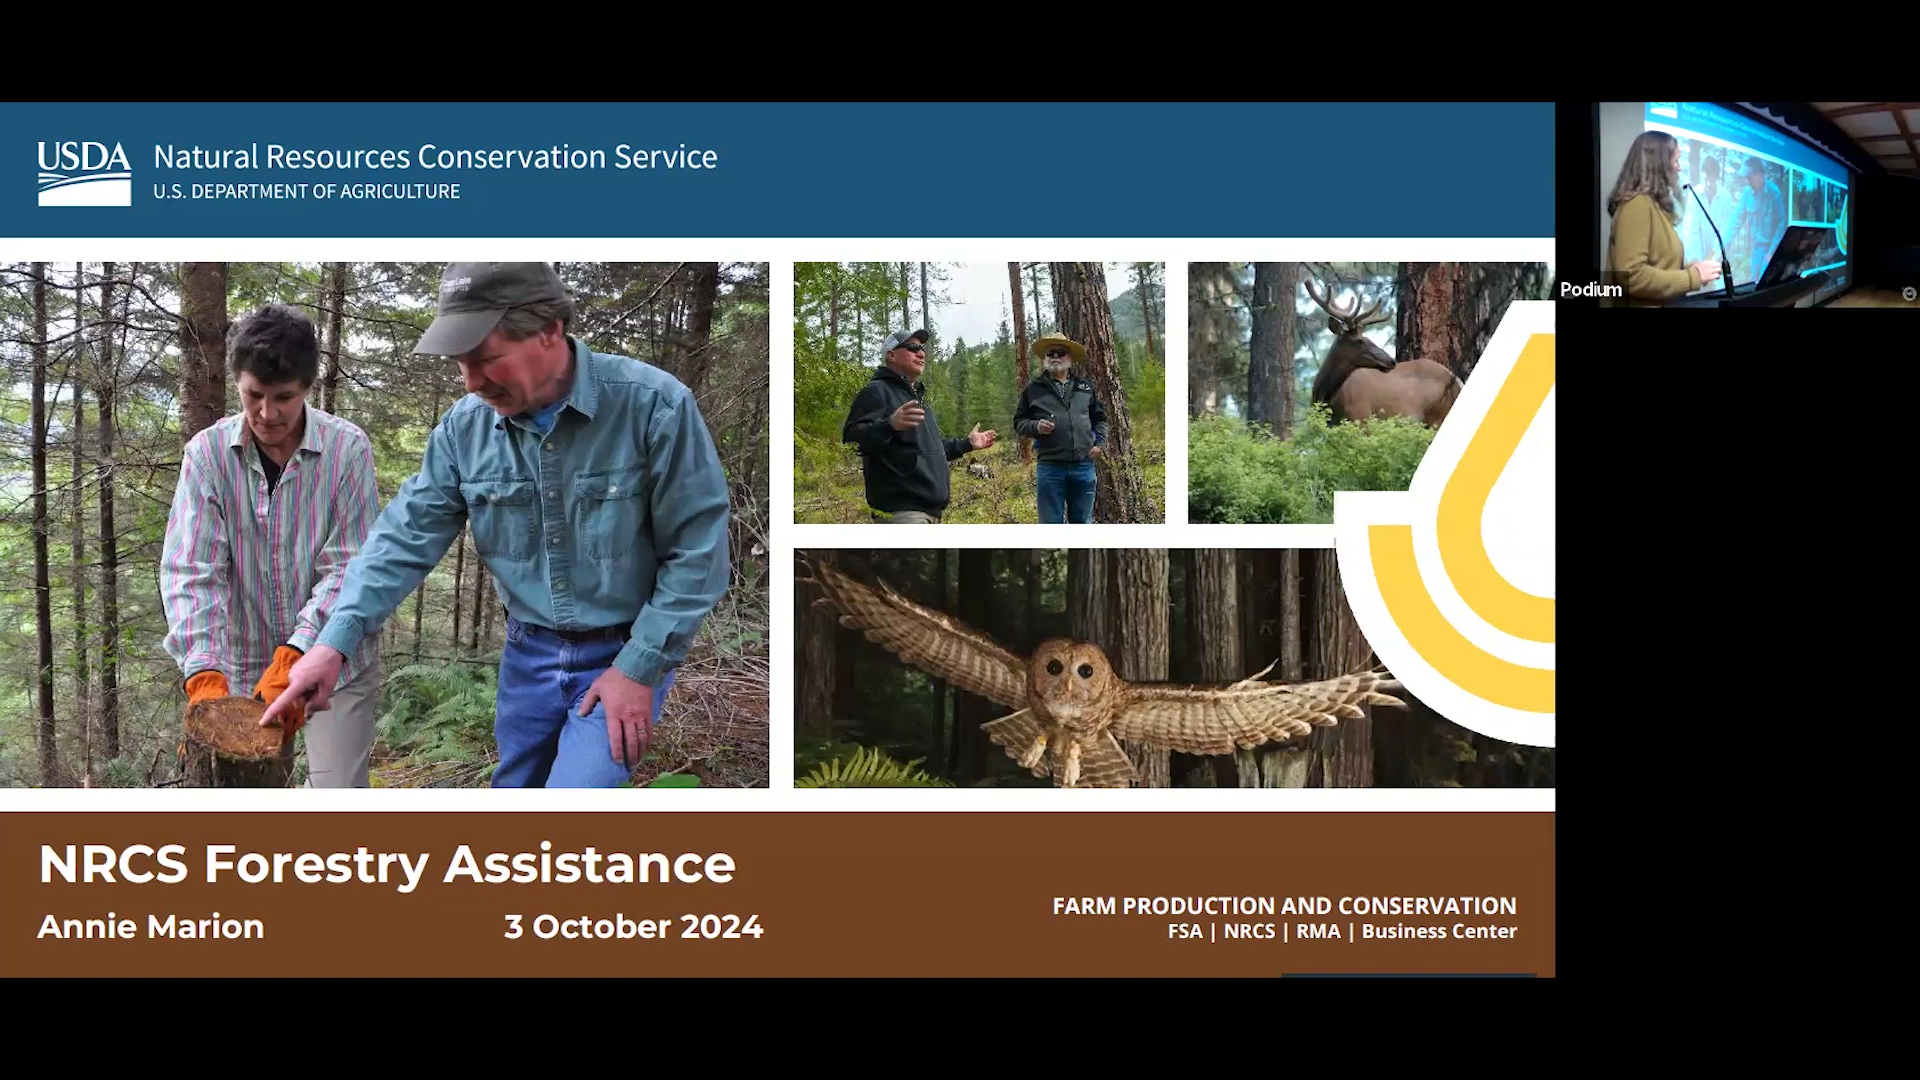 USDA
Natural Resources Conservation Service
U.S. DEPARTMENT OF AGRICULTURE
Podium
NRCS Forestry Assistance
Annie Marion
3 October 2024
FARM PRODUCTION AND CONSERVATION
FSA | NRCS | RMA | Business Center